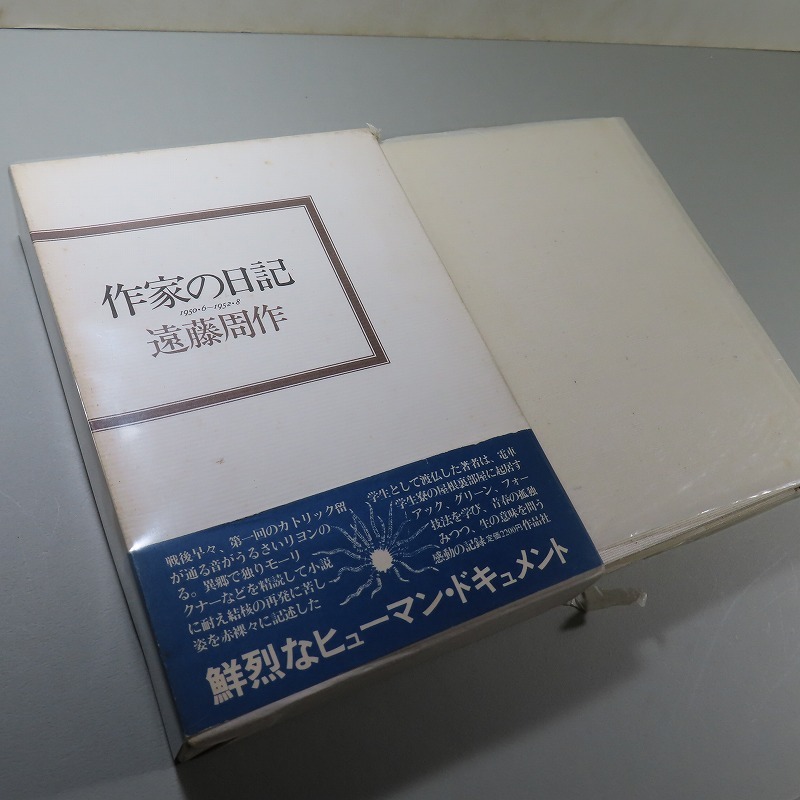 作家の日記
1950・6―1952・8
遠藤周作
戦後早々、第一回のカトリック留
学生として渡仏した著者は、電車
が通る音がうるさいリヨンの
学生寮の屋根裏部屋に起居す
る。異郷で独りモーリ
アック、グリーン、フォー
クナーなどを精読して小説
技法を学び、青春の孤独
に耐え結核の再発に苦し
みつつ、生の意味を問う
姿を赤裸々に記述した
感動の記録 定価2300円 作品社
鮮烈なヒューマン・ドキュメント